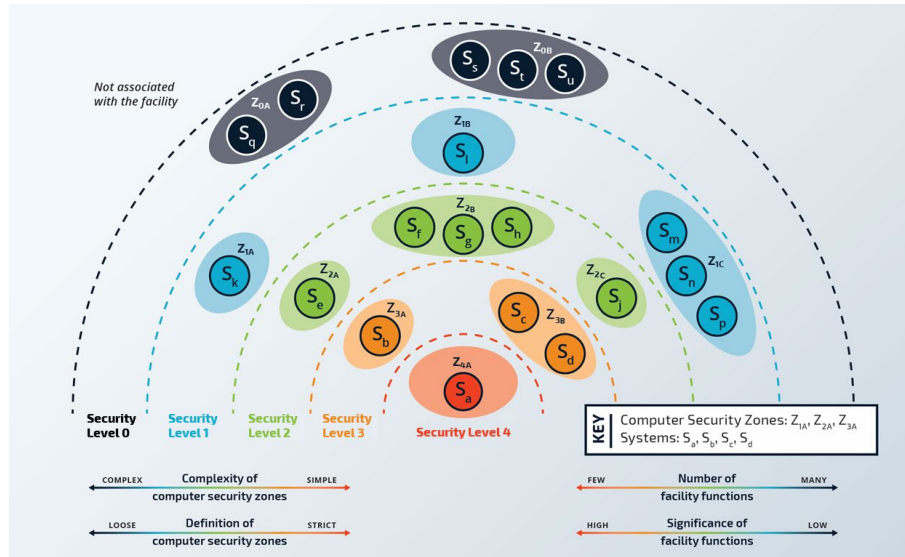 Not associated
with the facility
Z0A
Sq
Sr
Z0B
Ss
St
Su
Z1B
Sl
Z1A
Sk
Z1C
Sm
Sn
Sp
Z2B
Sf
Sg
Sh
Z2A
Se
Z2C
Sj
Z3A
Sb
Z3B
Sc
Sd
Z4A
Sa
Security
Level 0
Security
Level 1
Security
Level 2
Security
Level 3
Security Level 4
KEY
Computer Security Zones: Z1A, Z2A, Z3A
Systems: Sa, Sb, Sc, Sd
COMPLEX
Complexity of
computer security zones
SIMPLE
LOOSE
Definition of
computer security zones
STRICT
FEW
Number of
facility functions
MANY
HIGH
Significance of
facility functions
LOW